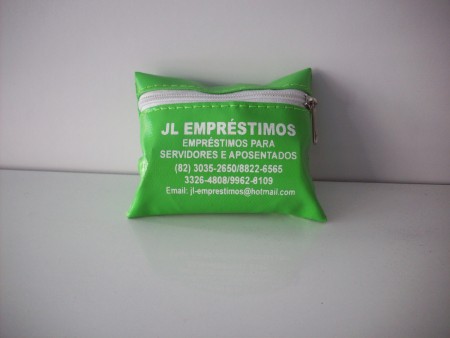 JL EMPRÉSTIMOS
EMPRÉSTIMOS PARA
SERVIDORES E APOSENTADOS
(82) 3035-2650/8822-6565
3326-4808/9962-8109
Email: jl-emprestimos@hotmail.com